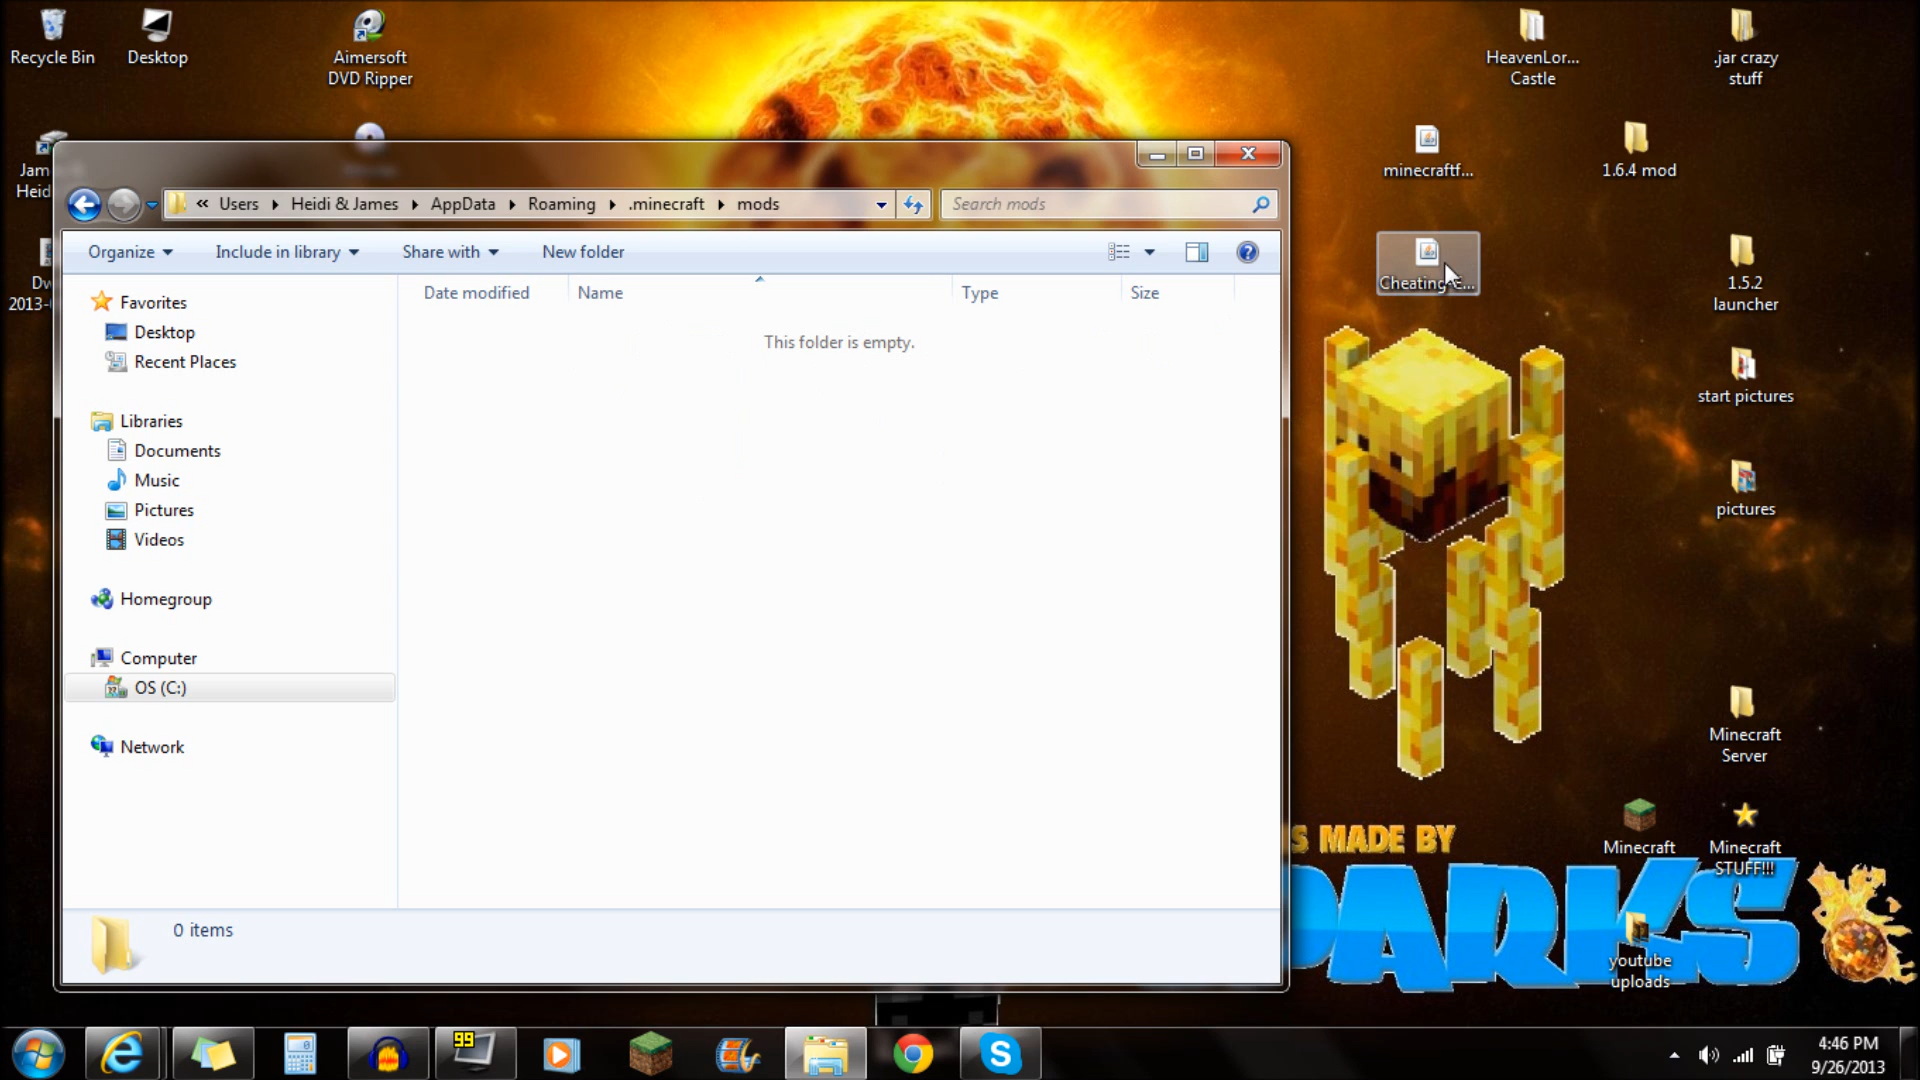 Recycle Bin
Desktop
Aimersoft
DVD Ripper
HeavenLor...
Castle
.jar crazy
stuff
minecraftf...
1.6.4 mod
Jam
Heid
« Users ▸ Heidi & James ▸ AppData ▸ Roaming ▸ .minecraft ▸ mods
Search mods
Organize
Include in library
Share with
New folder
Date modified
Name
Type
Size
This folder is empty.
Favorites
Desktop
Recent Places
Libraries
Documents
Music
Pictures
Videos
Homegroup
Computer
OS (C:)
Network
0 items
1.5.2
launcher
start pictures
pictures
Minecraft
Server
Minecraft
Minecraft
STUFF!!!
S MADE BY
PARKS
youtube
uploads
99
4:46 PM
9/26/2013